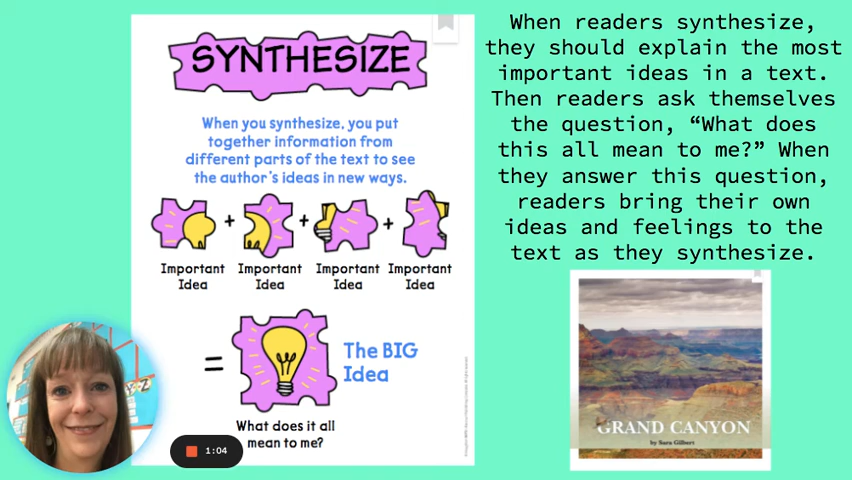 SYNTHESIZE
When you synthesize, you put
together information from
different parts of the text to see
the author's ideas in new ways.
+ + +
Important Important Important Important
Idea Idea Idea Idea
=
The BIG
Idea
What does it all
mean to me?
1:04
When readers synthesize,
they should explain the most
important ideas in a text.
Then readers ask themselves
the question, “What does
this all mean to me?” When
they answer this question,
readers bring their own
ideas and feelings to the
text as they synthesize.
GRAND CANYON
by Sara Gilbert